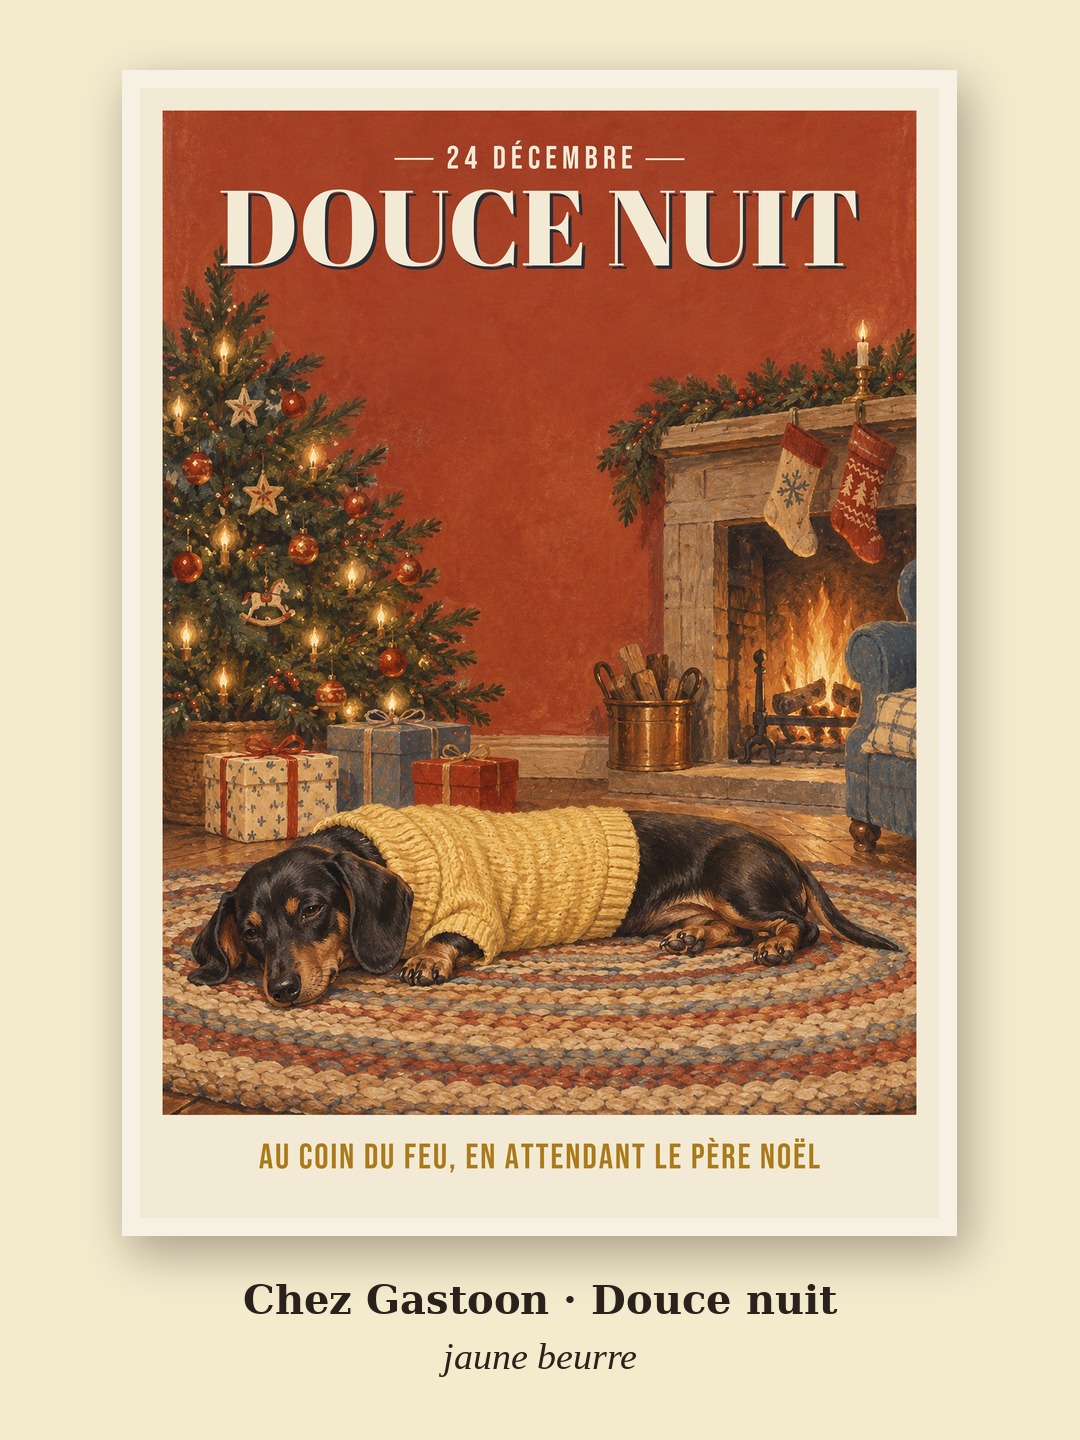 24 DÉCEMBRE
DOUCE NUIT
AU COIN DU FEU, EN ATTENDANT LE PÈRE NOËL
Chez Gastoon · Douce nuit
jaune beurre